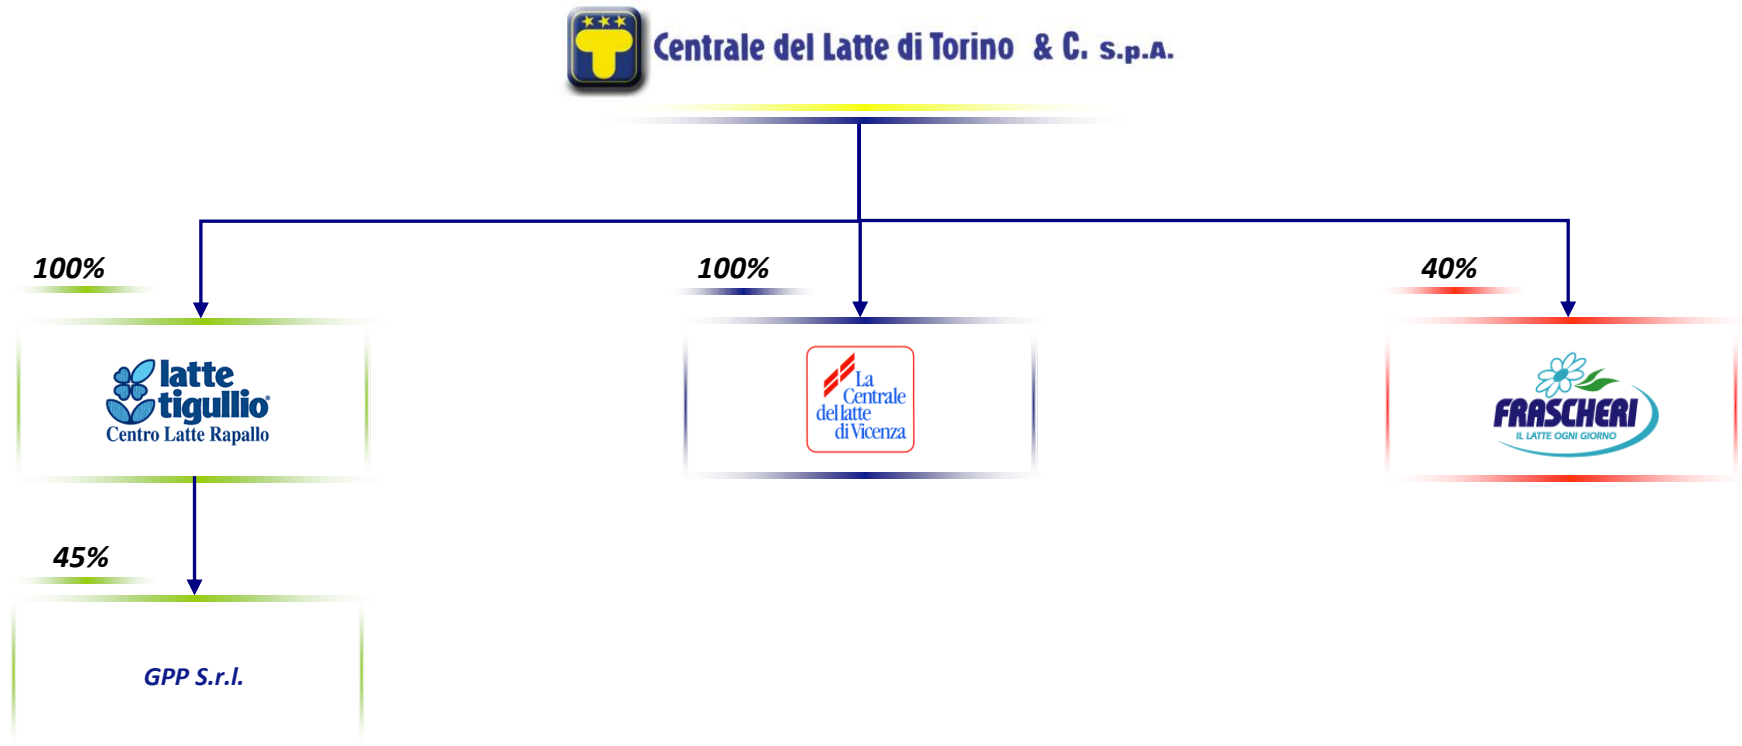 Centrale del Latte di Torino & C. S.p.A.
100%
100%
40%
latte
tigullio
Centro Latte Rapallo
La
Centrale
del latte
di Vicenza
FRASCHERI
IL LATTE OGNI GIORNO
45%
GPP S.r.l.